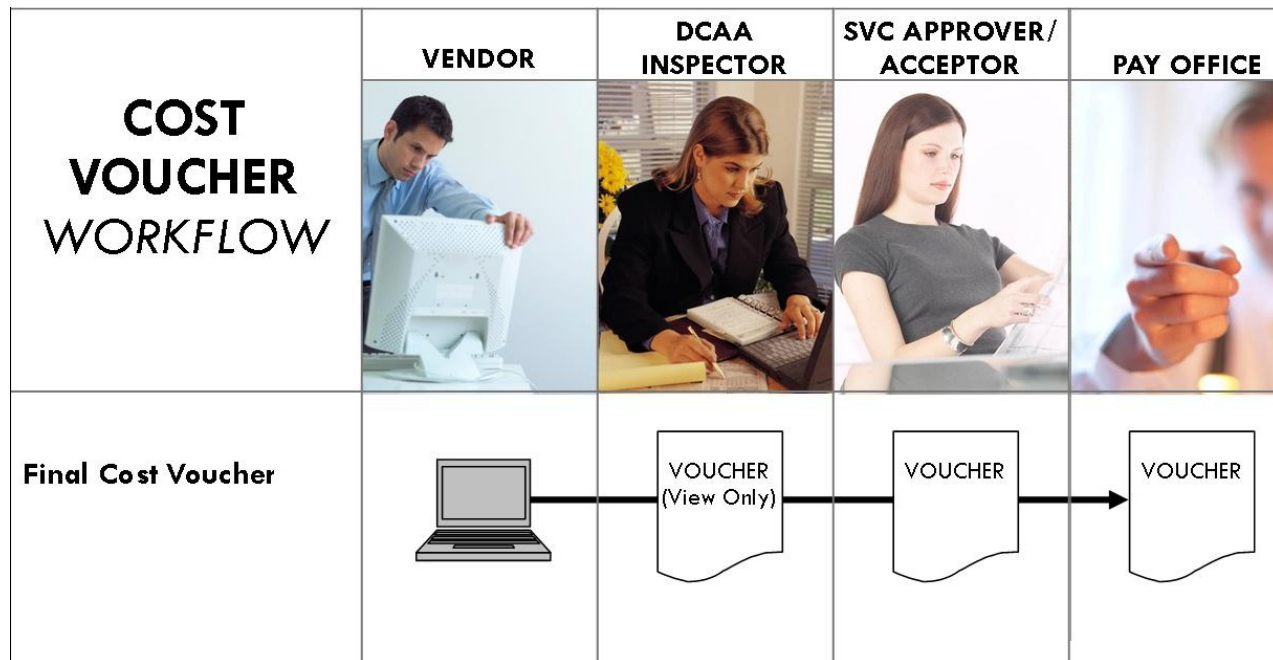 COST
VOUCHER
WORKFLOW
VENDOR
DCAA
INSPECTOR
SVC APPROVER/
ACCEPTOR
PAY OFFICE
Final Cost Voucher
VOUCHER
(View Only)
VOUCHER
VOUCHER